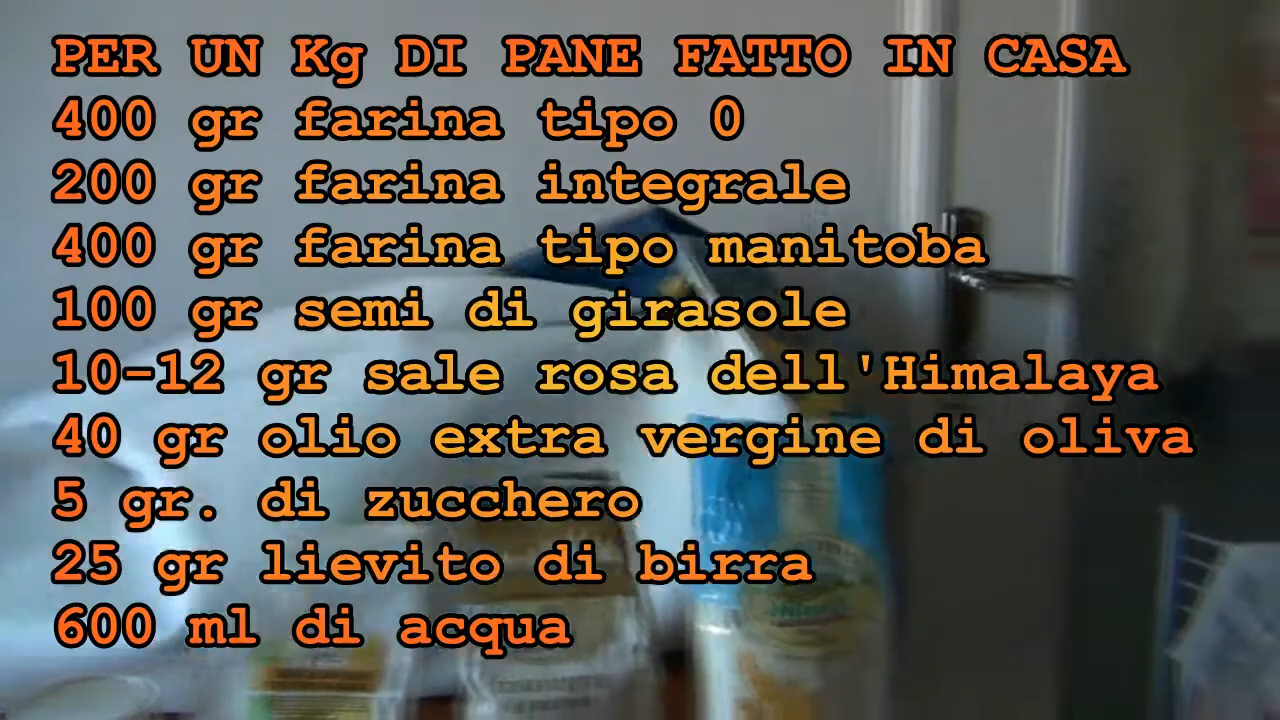 PER UN Kg DI PANE FATTO IN CASA
400 gr farina tipo 0
200 gr farina integrale
400 gr farina tipo manitoba
100 gr semi di girasole
10-12 gr sale rosa dell'Himalaya
40 gr olio extra vergine di oliva
5 gr. di zucchero
25 gr lievito di birra
600 ml di acqua